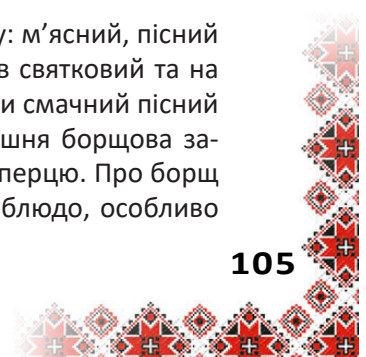 у: м’ясний, пісний
в святковий та на
и смачний пісний
шня борщова за-
перцю. Про борщ
блюдо, особливо
105